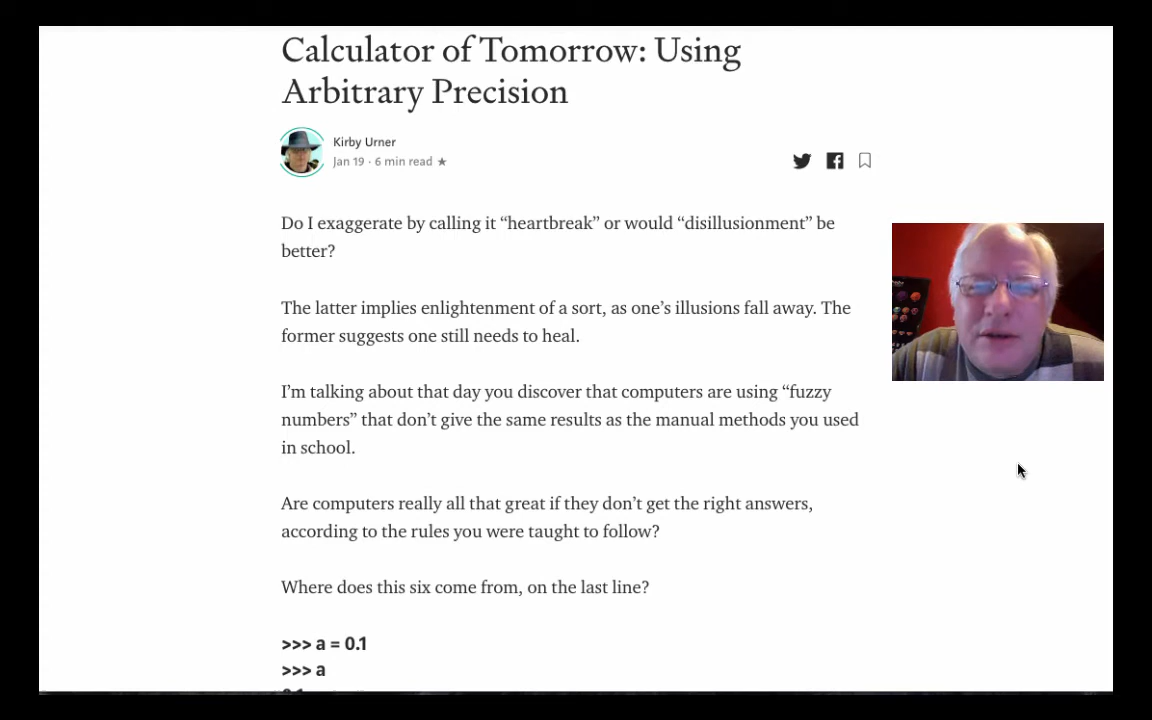 Calculator of Tomorrow: Using
Arbitrary Precision
Kirby Urner
Jan 19 · 6 min read ★
Do I exaggerate by calling it “heartbreak” or would “disillusionment” be
better?
The latter implies enlightenment of a sort, as one’s illusions fall away. The
former suggests one still needs to heal.
I’m talking about that day you discover that computers are using “fuzzy
numbers” that don’t give the same results as the manual methods you used
in school.
Are computers really all that great if they don’t get the right answers,
according to the rules you were taught to follow?
Where does this six come from, on the last line?
>>> a = 0.1
>>> a